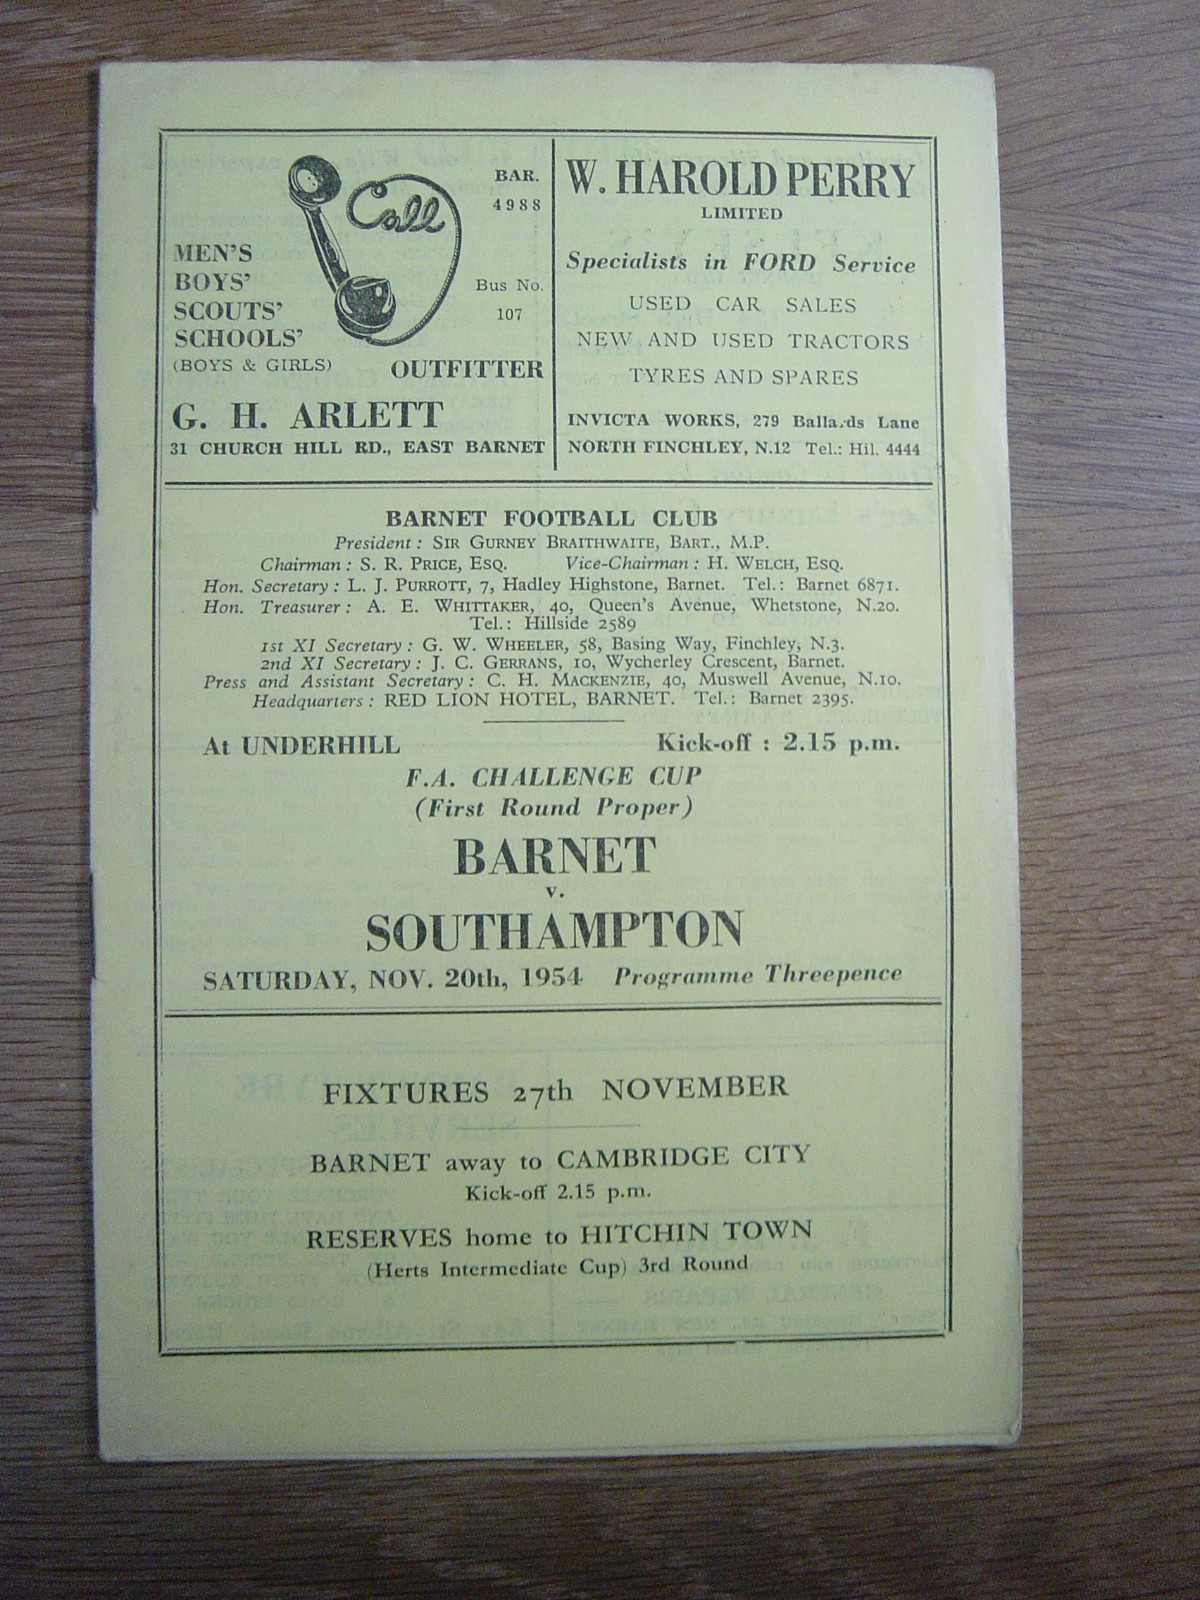 Call
BAR.
4988
MEN'S
BOYS'
SCOUTS'
SCHOOLS'
(BOYS & GIRLS)
Bus No.
107
OUTFITTER
G. H. ARLETT
31 CHURCH HILL RD., EAST BARNET
W. HAROLD PERRY
LIMITED
Specialists in FORD Service
USED CAR SALES
NEW AND USED TRACTORS
TYRES AND SPARES
INVICTA WORKS, 279 Ballards Lane
NORTH FINCHLEY, N.12 Tel.: Hil. 4444
BARNET FOOTBALL CLUB
President : SIR GURNEY BRAITHWAITE, BART., M.P.
Chairman : S. R. PRICE, ESQ. Vice-Chairman : H. WELCH, ESQ.
Hon. Secretary : L. J. PURROTT, 7, Hadley Highstone, Barnet. Tel.: Barnet 6871.
Hon. Treasurer : A. E. WHITTAKER, 40, Queen's Avenue, Whetstone, N.20.
Tel.: Hillside 2589
1st XI Secretary : G. W. WHEELER, 58, Basing Way, Finchley, N.3.
2nd XI Secretary : J. C. GERRANS, 10, Wycherley Crescent, Barnet.
Press and Assistant Secretary : C. H. MACKENZIE, 40, Muswell Avenue, N.10.
Headquarters : RED LION HOTEL, BARNET. Tel.: Barnet 2395.
At UNDERHILL Kick-off : 2.15 p.m.
F.A. CHALLENGE CUP
(First Round Proper)
BARNET
v.
SOUTHAMPTON
SATURDAY, NOV. 20th, 1954 Programme Threepence
FIXTURES 27th NOVEMBER
BARNET away to CAMBRIDGE CITY
Kick-off 2.15 p.m.
RESERVES home to HITCHIN TOWN
(Herts Intermediate Cup) 3rd Round